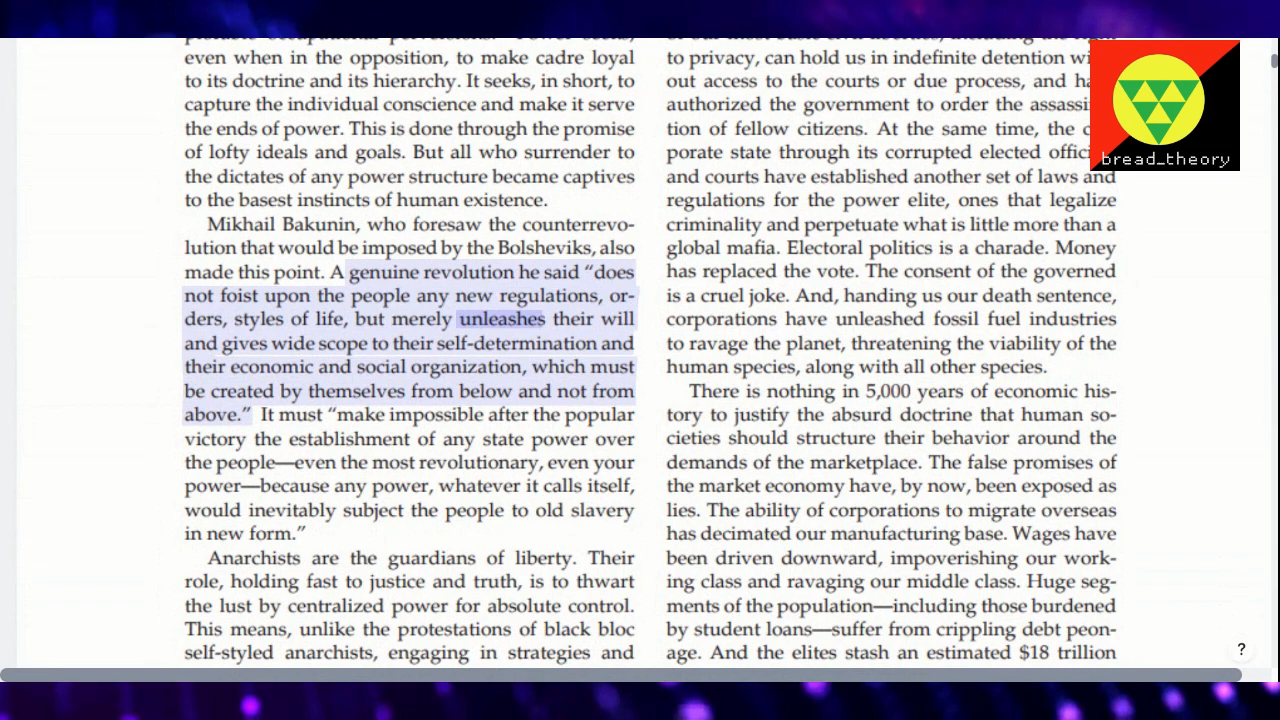 even when in the opposition, to make cadre loyal
to its doctrine and its hierarchy. It seeks, in short, to
capture the individual conscience and make it serve
the ends of power. This is done through the promise
of lofty ideals and goals. But all who surrender to
the dictates of any power structure became captives
to the basest instincts of human existence.
Mikhail Bakunin, who foresaw the counterrevo-
lution that would be imposed by the Bolsheviks, also
made this point. A genuine revolution he said “does
not foist upon the people any new regulations, or-
ders, styles of life, but merely unleashes their will
and gives wide scope to their self-determination and
their economic and social organization, which must
be created by themselves from below and not from
above.” It must “make impossible after the popular
victory the establishment of any state power over
the people—even the most revolutionary, even your
power—because any power, whatever it calls itself,
would inevitably subject the people to old slavery
in new form.”
Anarchists are the guardians of liberty. Their
role, holding fast to justice and truth, is to thwart
the lust by centralized power for absolute control.
This means, unlike the protestations of black bloc
self-styled anarchists, engaging in strategies and
to privacy, can hold us in indefinite detention
out access to the courts or due process, and
authorized the government to order the
tion of fellow citizens. At the same time, the
porate state through its corrupted elected
and courts have established another set of laws and
regulations for the power elite, ones that legalize
criminality and perpetuate what is little more than a
global mafia. Electoral politics is a charade. Money
has replaced the vote. The consent of the governed
is a cruel joke. And, handing us our death sentence,
corporations have unleashed fossil fuel industries
to ravage the planet, threatening the viability of the
human species, along with all other species.
There is nothing in 5,000 years of economic his-
tory to justify the absurd doctrine that human so-
cieties should structure their behavior around the
demands of the marketplace. The false promises of
the market economy have, by now, been exposed as
lies. The ability of corporations to migrate overseas
has decimated our manufacturing base. Wages have
been driven downward, impoverishing our work-
ing class and ravaging our middle class. Huge seg-
ments of the population—including those burdened
by student loans—suffer from crippling debt peon-
age. And the elites stash an estimated $18 trillion
bread_theory
?